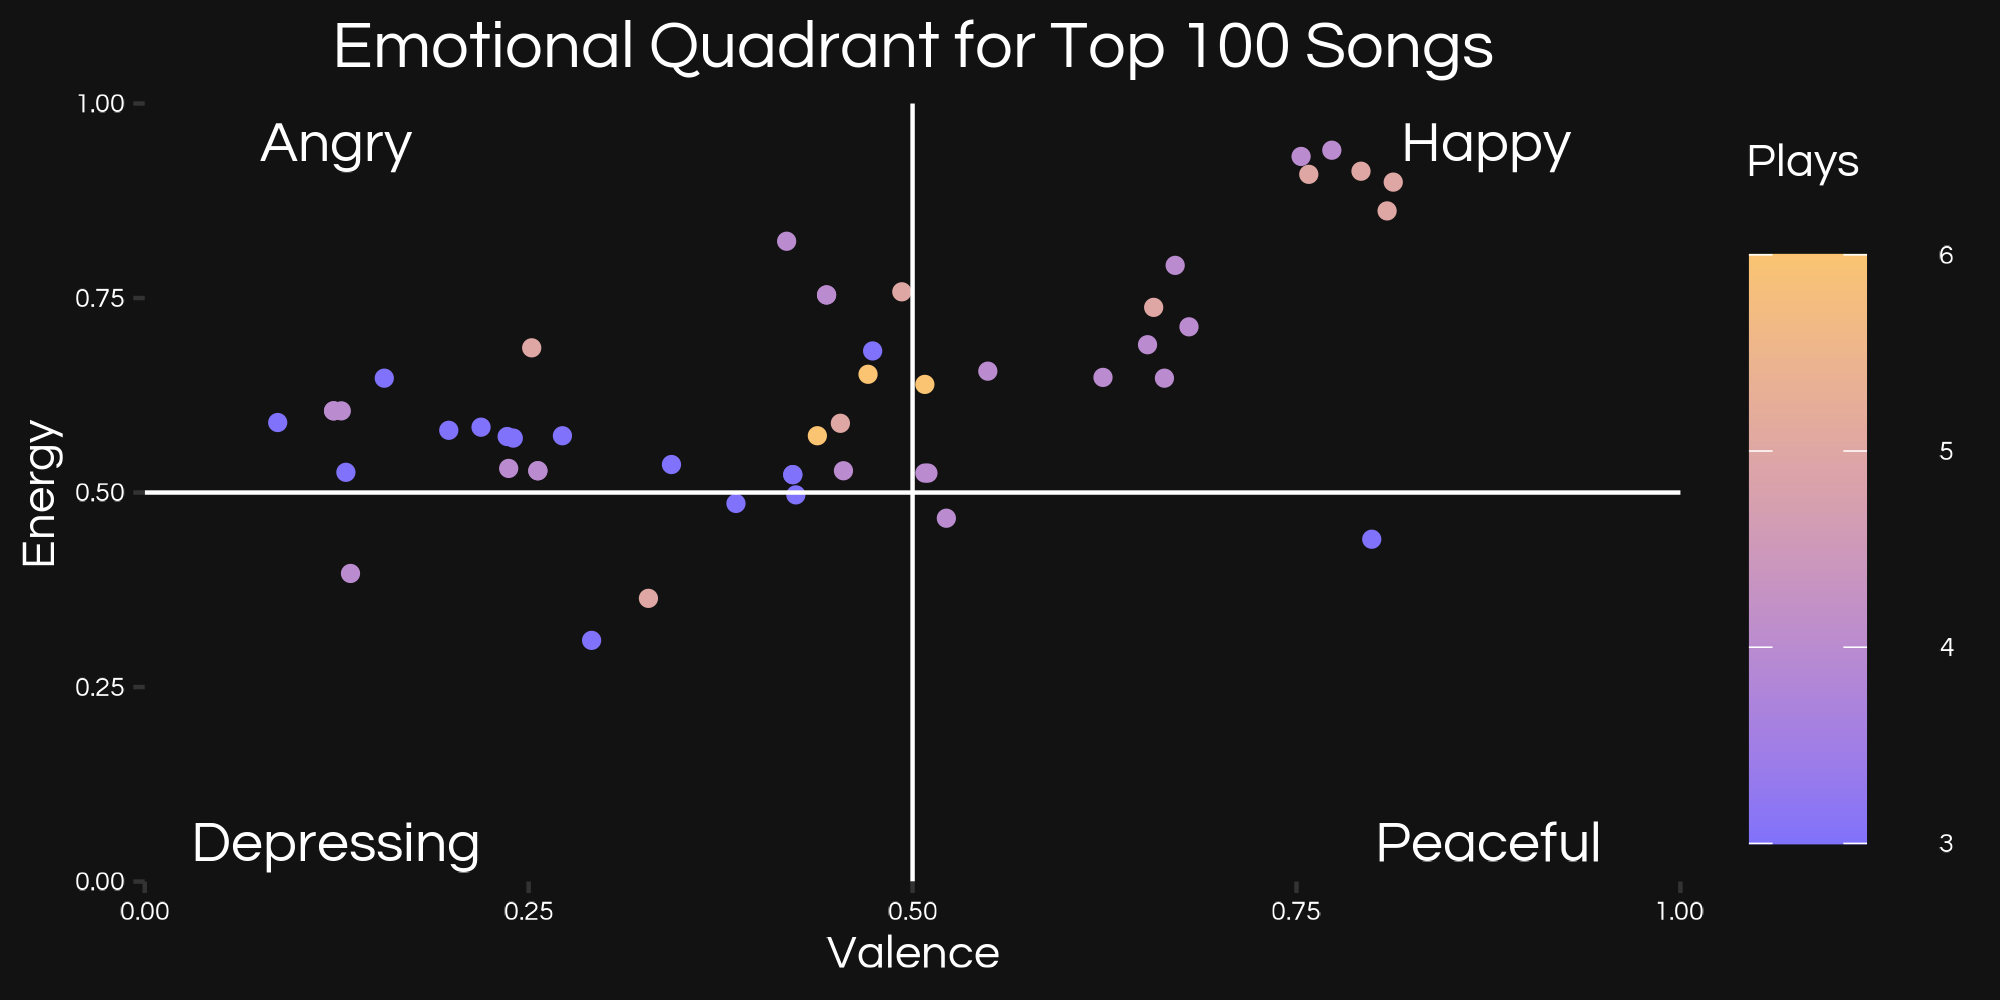 Emotional Quadrant for Top 100 Songs
1.00
Angry
Happy
Plays
6
0.75
5
Energy
0.50
4
0.25
Depressing
Peaceful
3
0.00
0.00
0.25
0.50
0.75
1.00
Valence